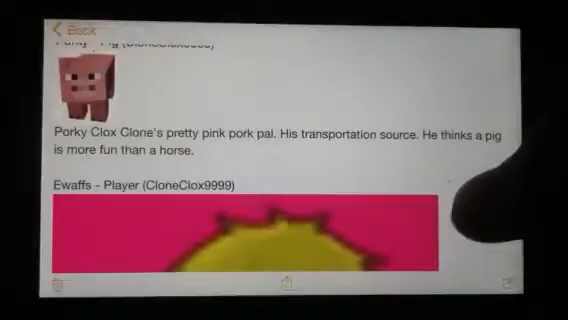 Back
Porky Clox Clone's pretty pink pork pal. His transportation source. He thinks a pig
is more fun than a horse.
Ewaffs - Player (CloneClox9999)